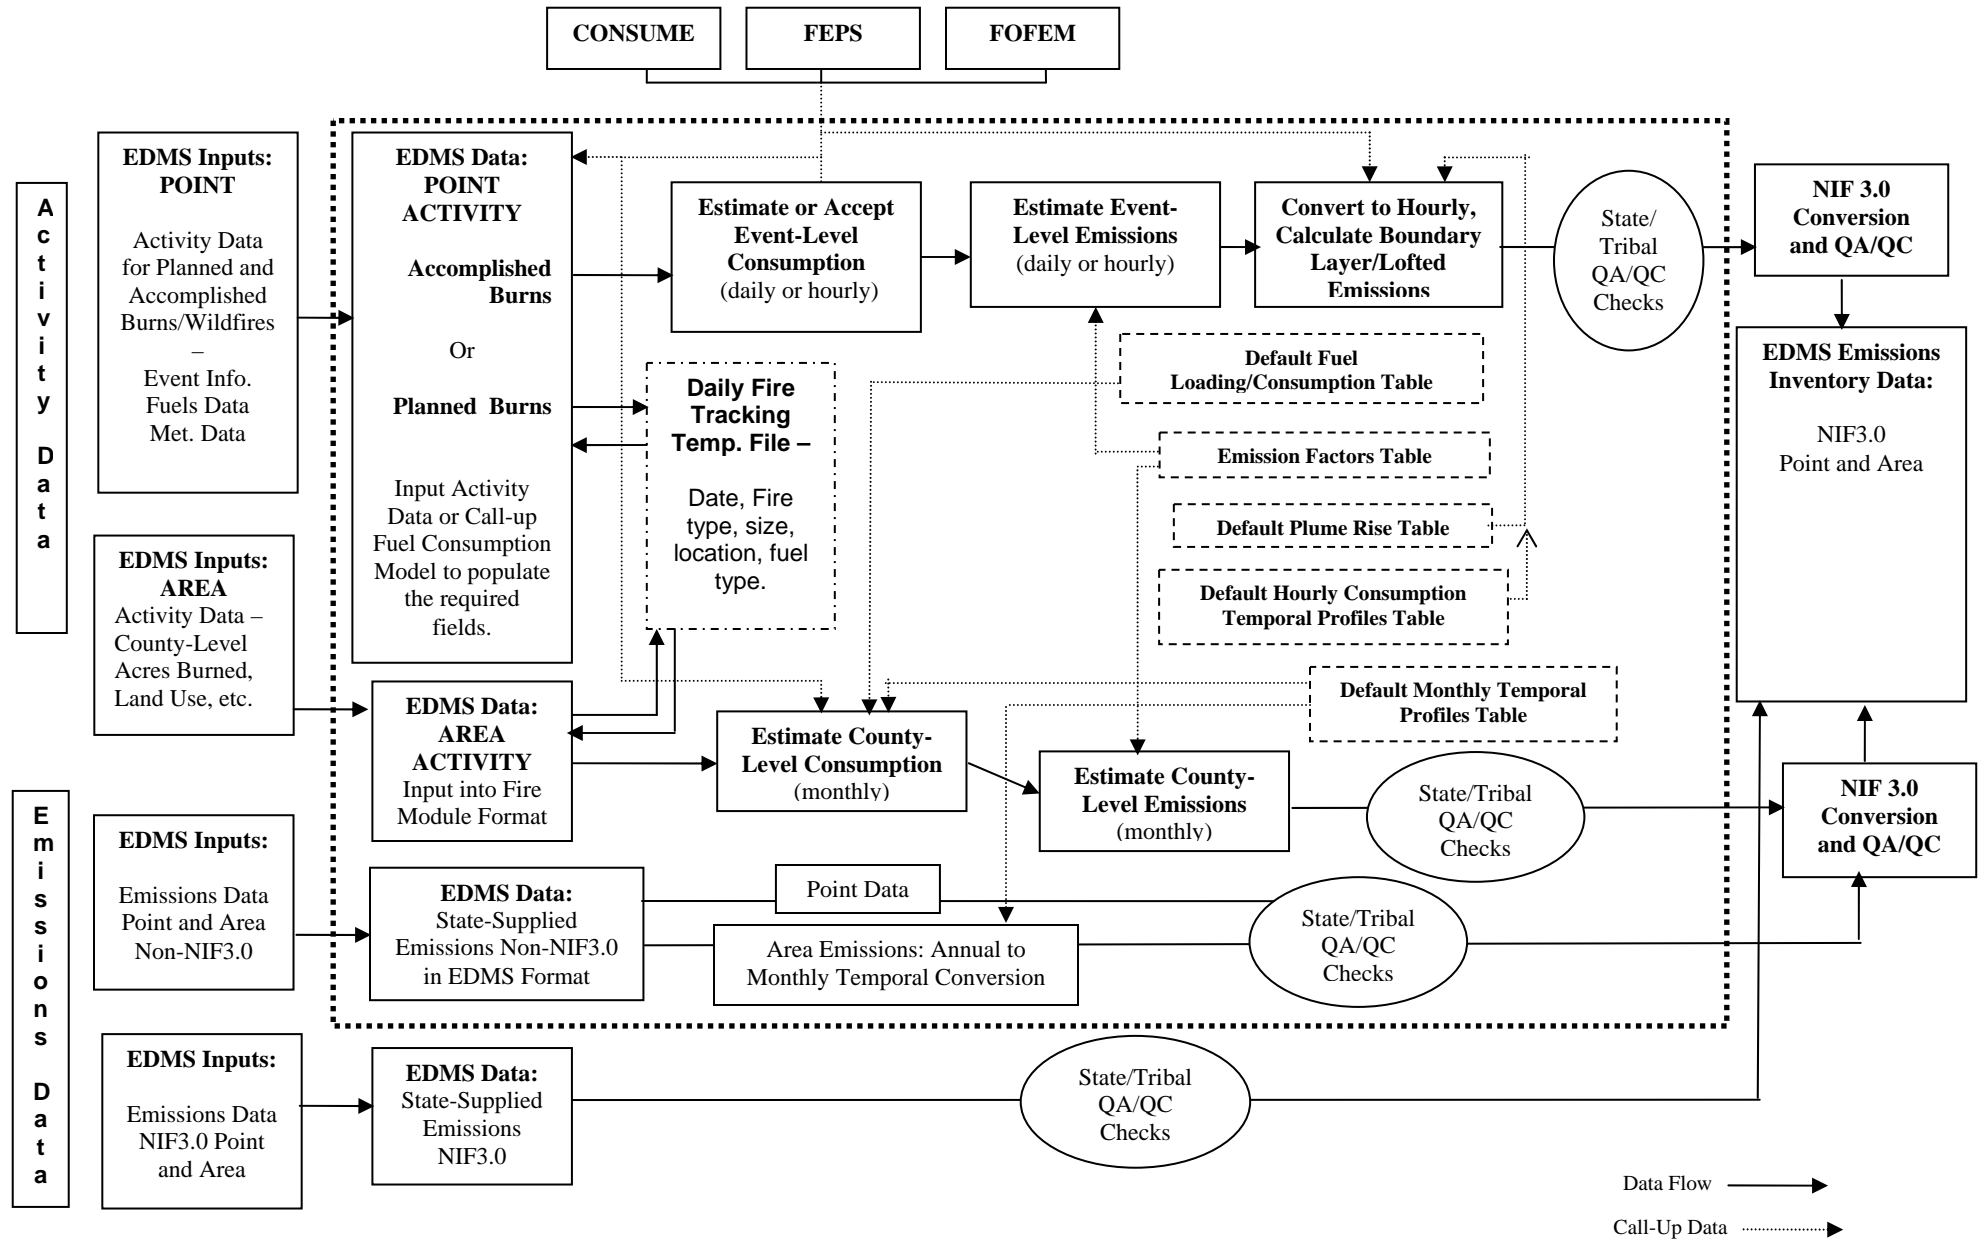 CONSUME
FEPS
FOFEM
Activity Data
EDMS Inputs:
POINT
Activity Data
for Planned and
Accomplished
Burns/Wildfires
–
Event Info.
Fuels Data
Met. Data
EDMS Data:
POINT
ACTIVITY
Accomplished
Burns
Or
Planned Burns
Input Activity
Data or Call-up
Fuel Consumption
Model to populate
the required
fields.
Estimate or Accept
Event-Level
Consumption
(daily or hourly)
Estimate Event-
Level Emissions
(daily or hourly)
Convert to Hourly,
Calculate Boundary
Layer/Lofted
Emissions
State/
Tribal
QA/QC
Checks
NIF 3.0
Conversion
and QA/QC
Daily Fire
Tracking
Temp. File –
Date, Fire
type, size,
location, fuel
type.
Default Fuel
Loading/Consumption Table
Emission Factors Table
Default Plume Rise Table
Default Hourly Consumption
Temporal Profiles Table
Default Monthly Temporal
Profiles Table
EDMS Emissions
Inventory Data:
NIF3.0
Point and Area
EDMS Inputs:
AREA
Activity Data –
County-Level
Acres Burned,
Land Use, etc.
EDMS Data:
AREA
ACTIVITY
Input into Fire
Module Format
Estimate County-
Level Consumption
(monthly)
Estimate County-
Level Emissions
(monthly)
State/Tribal
QA/QC
Checks
NIF 3.0
Conversion
and QA/QC
Emissions Data
EDMS Inputs:
Emissions Data
Point and Area
Non-NIF3.0
EDMS Data:
State-Supplied
Emissions Non-NIF3.0
in EDMS Format
Point Data
Area Emissions: Annual to
Monthly Temporal Conversion
State/Tribal
QA/QC
Checks
EDMS Inputs:
Emissions Data
NIF3.0 Point
and Area
EDMS Data:
State-Supplied
Emissions
NIF3.0
State/Tribal
QA/QC
Checks
Data Flow
Call-Up Data